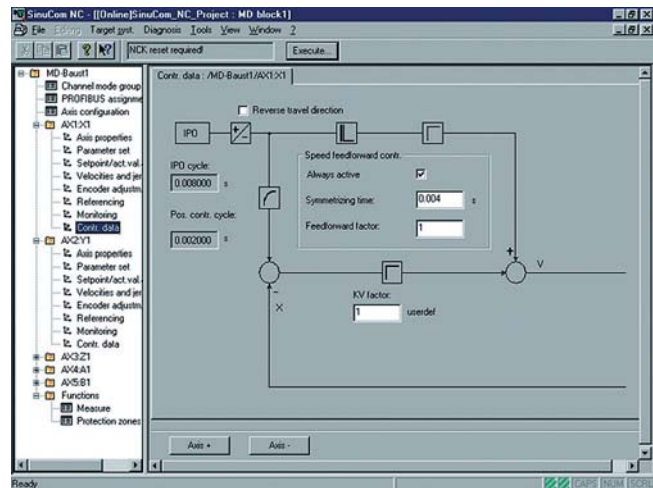 SinuCom NC - [[Online]SinuCom_NC_Project : MD block1]
File Editing Target syst. Diagnosis Tools View Window ?
NCK reset required!
Execute...
MD-Baust1
Channel mode group
PROFIBUS assignme
Axis configuration
AX1:X1
Axis properties
Parameter set
Setpoint/act.val.
Velocities and jer
Encoder adjustm
Referencing
Monitoring
Contr. data
AX2:Y1
Axis properties
Parameter set
Setpoint/act.val.
Velocities and jer
Encoder adjustm
Referencing
Monitoring
Contr. data
AX3:Z1
AX4:A1
AX5:B1
Functions
Measure
Protection zones
Contr. data : /MD-Baust1/AX1:X1
Reverse travel direction
IPO
+/-
Speed feedforward contr.
IPO cycle:
0.008000 s
Always active
Symmetrizing time:
0.004 s
Pos. contr. cycle:
0.002000 s
Feedforward factor:
1
+
V
-
X
KV factor:
1 userdef.
Axis +
Axis -
Ready
CAPS NUM SCRL